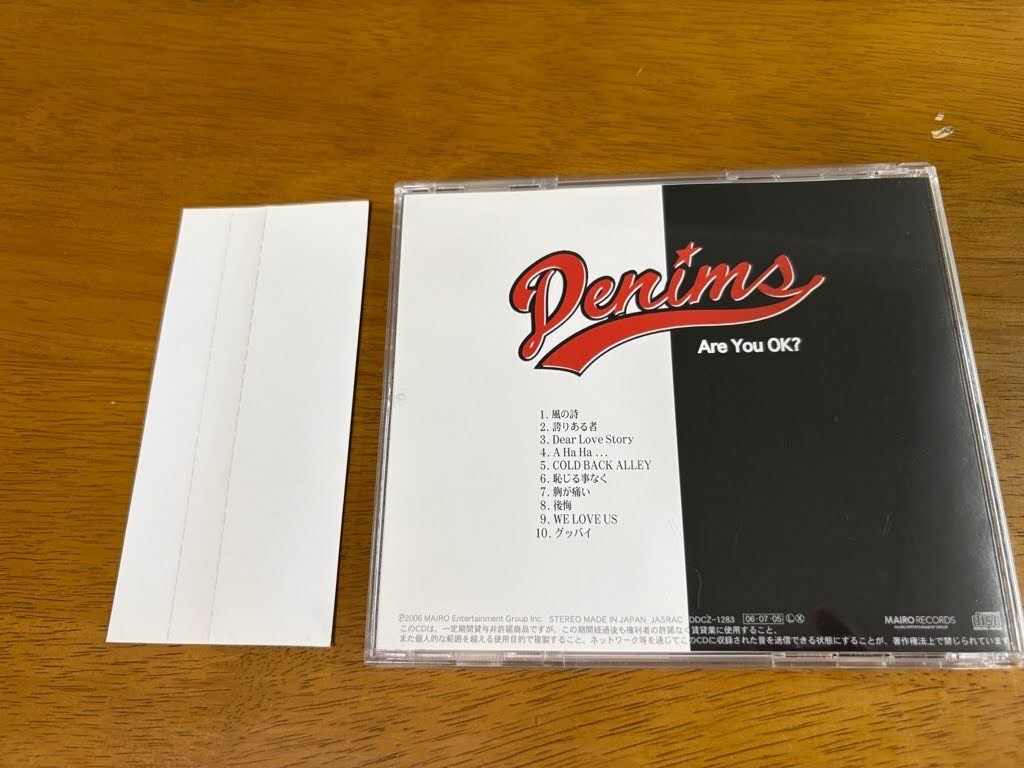 Denims
Are You OK?
1. 風の詩
2. 誇りある者
3. Dear Love Story
4. A Ha Ha ...
5. COLD BACK ALLEY
6. 恥じる事なく
7. 胸が痛い
8. 後悔
9. WE LOVE US
10. グッバイ
℗2006 MAIRO Entertainment Group Inc. STEREO MADE IN JAPAN, JASRAC DDCZ-1283 06·07·05 Ⓛ Ⓧ
このCDは、一定期間貸与非許諾商品ですが、この期間経過後も権利者の許諾なく賃貸業に使用すること、
また個人的な範囲を越える使用目的で複製すること、ネットワーク等を通じてこのCDに収録された音を送信できる状態にすることが、著作権法上で禁じられています。
MAIRO RECORDS
MAIRO ENTERTAINMENT GROUP
COMPACT
disc
DIGITAL AUDIO